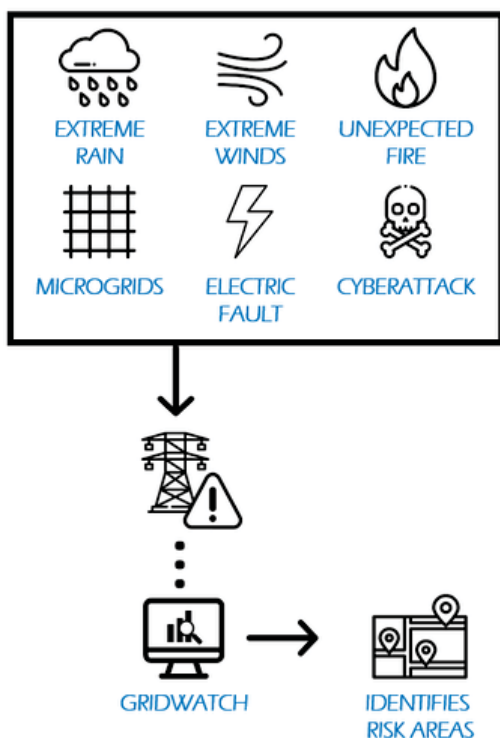 EXTREME
RAIN
EXTREME
WINDS
UNEXPECTED
FIRE
MICROGRIDS
ELECTRIC
FAULT
CYBERATTACK
GRIDWATCH
IDENTIFIES
RISK AREAS